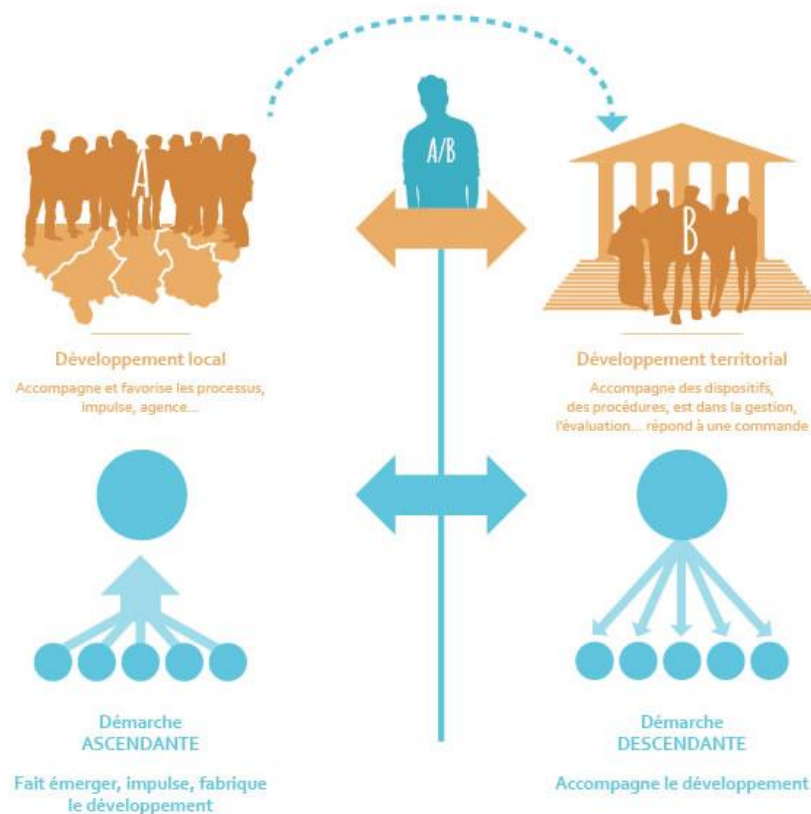 A/B
A
B
Développement local
Accompagne et favorise les processus,
impulse, agence...
Développement territorial
Accompagne des dispositifs,
des procédures, est dans la gestion,
l'évaluation... répond à une commande
Démarche
ASCENDANTE
Fait émerger, impulse, fabrique
le développement
Démarche
DESCENDANTE
Accompagne le développement